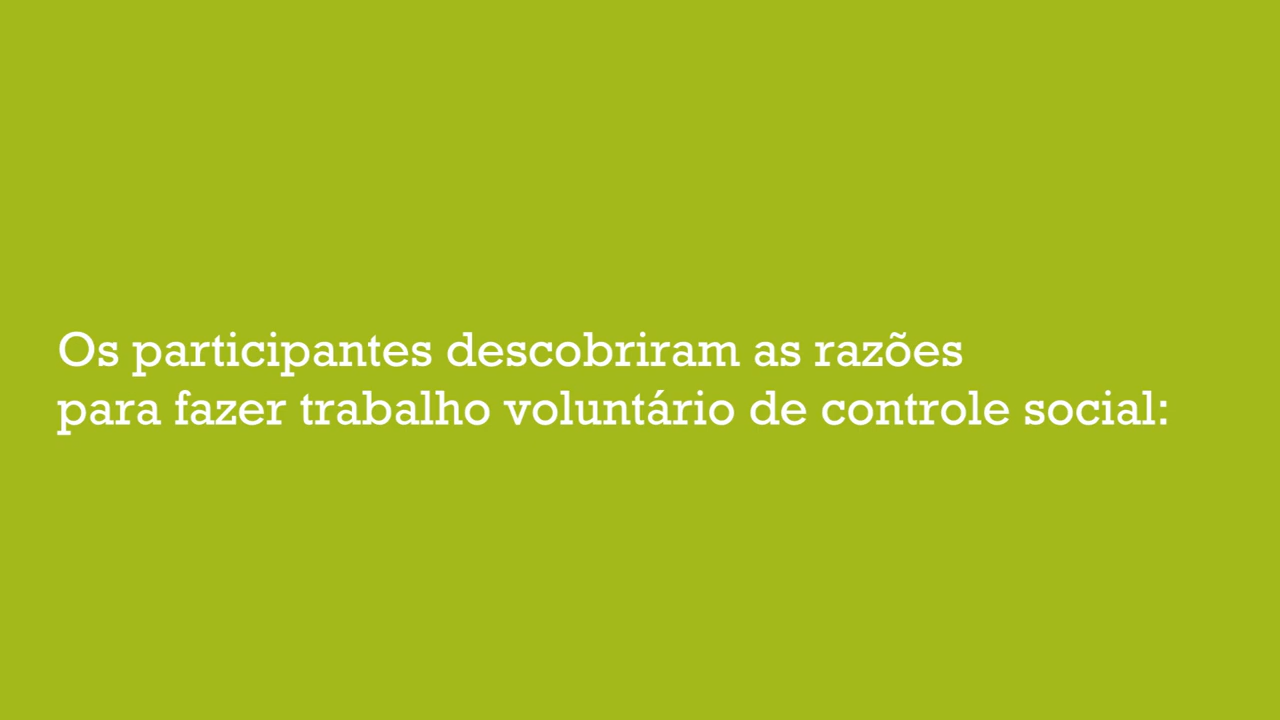 Os participantes descobriram as razões
para fazer trabalho voluntário de controle social: